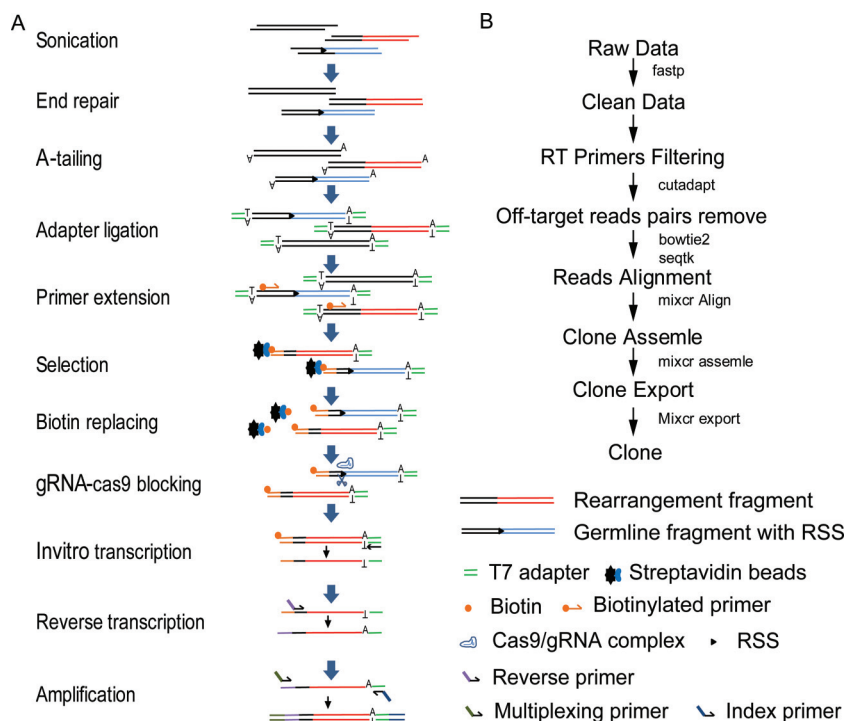 A
Sonication
End repair
A-tailing
A
A
A
A
A
Adapter ligation
T
A
A
T
T
A
A
T
T
A
A
T
Primer extension
T
A
A
T
T
A
T
T
A
A
T
Selection
A
T
A
T
Biotin replacing
A
T
A
T
gRNA-cas9 blocking
A
T
A
T
Invitro transcription
A
T
T
Reverse transcription
T
A
Amplification
A
A
T
B
Raw Data
fastp
Clean Data
RT Primers Filtering
cutadapt
Off-target reads pairs remove
bowtie2
seqtk
Reads Alignment
mixcr Align
Clone Assemle
mixcr assemle
Clone Export
Mixcr export
Clone
Rearrangement fragment
Germline fragment with RSS
T7 adapter
Streptavidin beads
Biotin
Biotinylated primer
Cas9/gRNA complex
RSS
Reverse primer
Multiplexing primer
Index primer